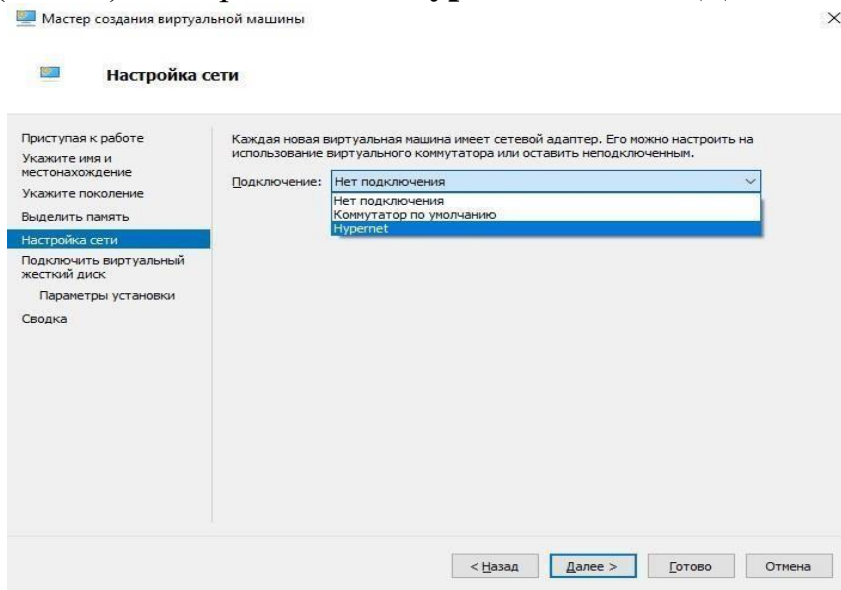 Мастер создания виртуальной машины
Настройка сети
Приступая к работе
Укажите имя и
местонахождение
Укажите поколение
Выделить память
Настройка сети
Подключить виртуальный
жесткий диск
Параметры установки
Сводка
Каждая новая виртуальная машина имеет сетевой адаптер. Его можно настроить на
использование виртуального коммутатора или оставить неподключенным.
Подключение: Нет подключения
Нет подключения
Коммутатор по умолчанию
Hypernet
< Назад Далее > Готово Отмена